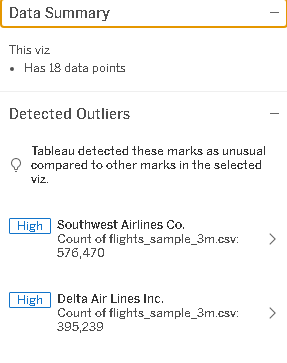 Data Summary
This viz
• Has 18 data points
Detected Outliers
Tableau detected these marks as unusual
compared to other marks in the selected
viz.
High Southwest Airlines Co.
Count of flights_sample_3m.csv:
576,470
High Delta Air Lines Inc.
Count of flights_sample_3m.csv:
395,239